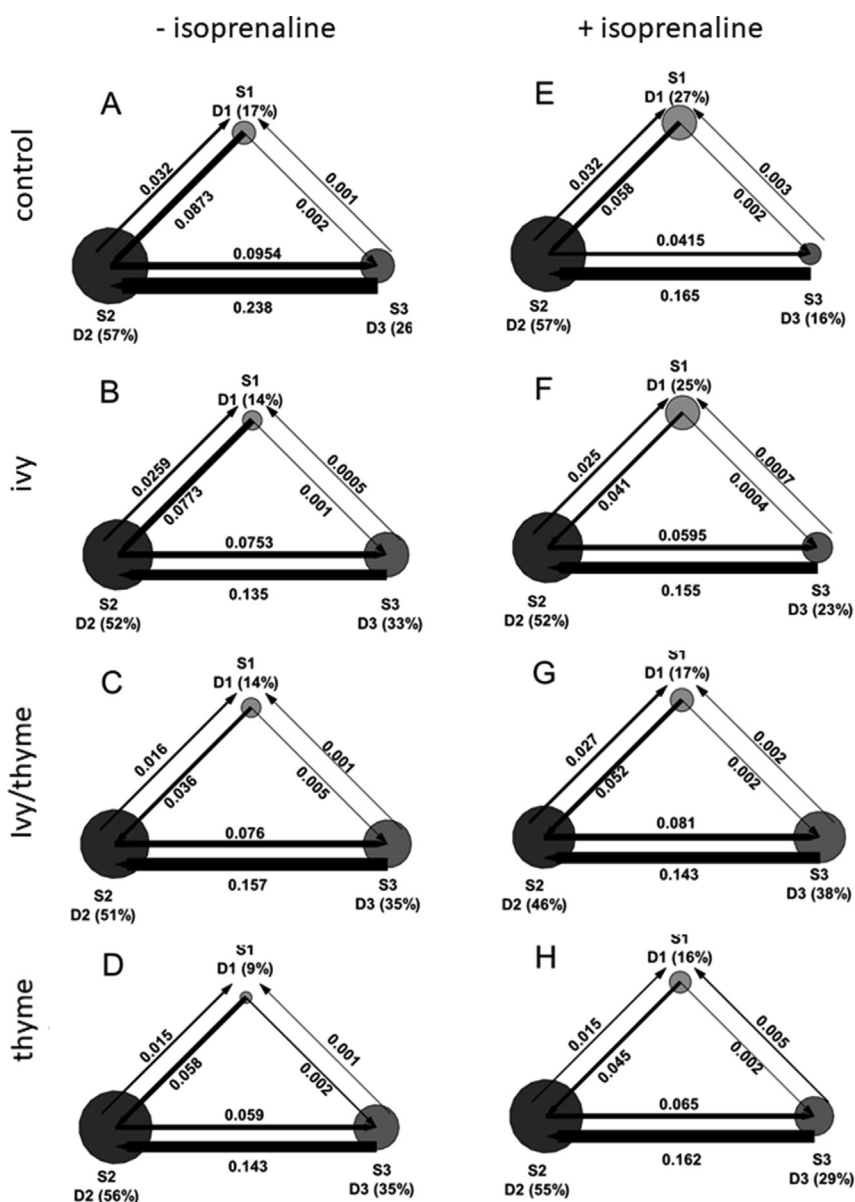 - isoprenaline
+ isoprenaline
control
A
S1
D1 (17%)
0.032
0.0873
0.001
0.002
0.0954
0.238
S2
D2 (57%)
S3
D3 (26
E
S1
D1 (27%)
0.032
0.058
0.003
0.002
0.0415
0.165
S2
D2 (57%)
S3
D3 (16%)
ivy
B
S1
D1 (14%)
0.0259
0.0773
0.0005
0.001
0.0753
0.135
S2
D2 (52%)
S3
D3 (33%)
F
S1
D1 (25%)
0.025
0.041
0.0007
0.0004
0.0595
0.155
S2
D2 (52%)
S3
D3 (23%)
Ivy/thyme
C
S1
D1 (14%)
0.016
0.036
0.001
0.005
0.076
0.157
S2
D2 (51%)
S3
D3 (35%)
G
S1
D1 (17%)
0.027
0.052
0.002
0.002
0.081
0.143
S2
D2 (46%)
S3
D3 (38%)
thyme
D
S1
D1 (9%)
0.015
0.058
0.001
0.002
0.059
0.143
S2
D2 (56%)
S3
D3 (35%)
H
S1
D1 (16%)
0.015
0.045
0.005
0.002
0.065
0.162
S2
D2 (55%)
S3
D3 (29%)